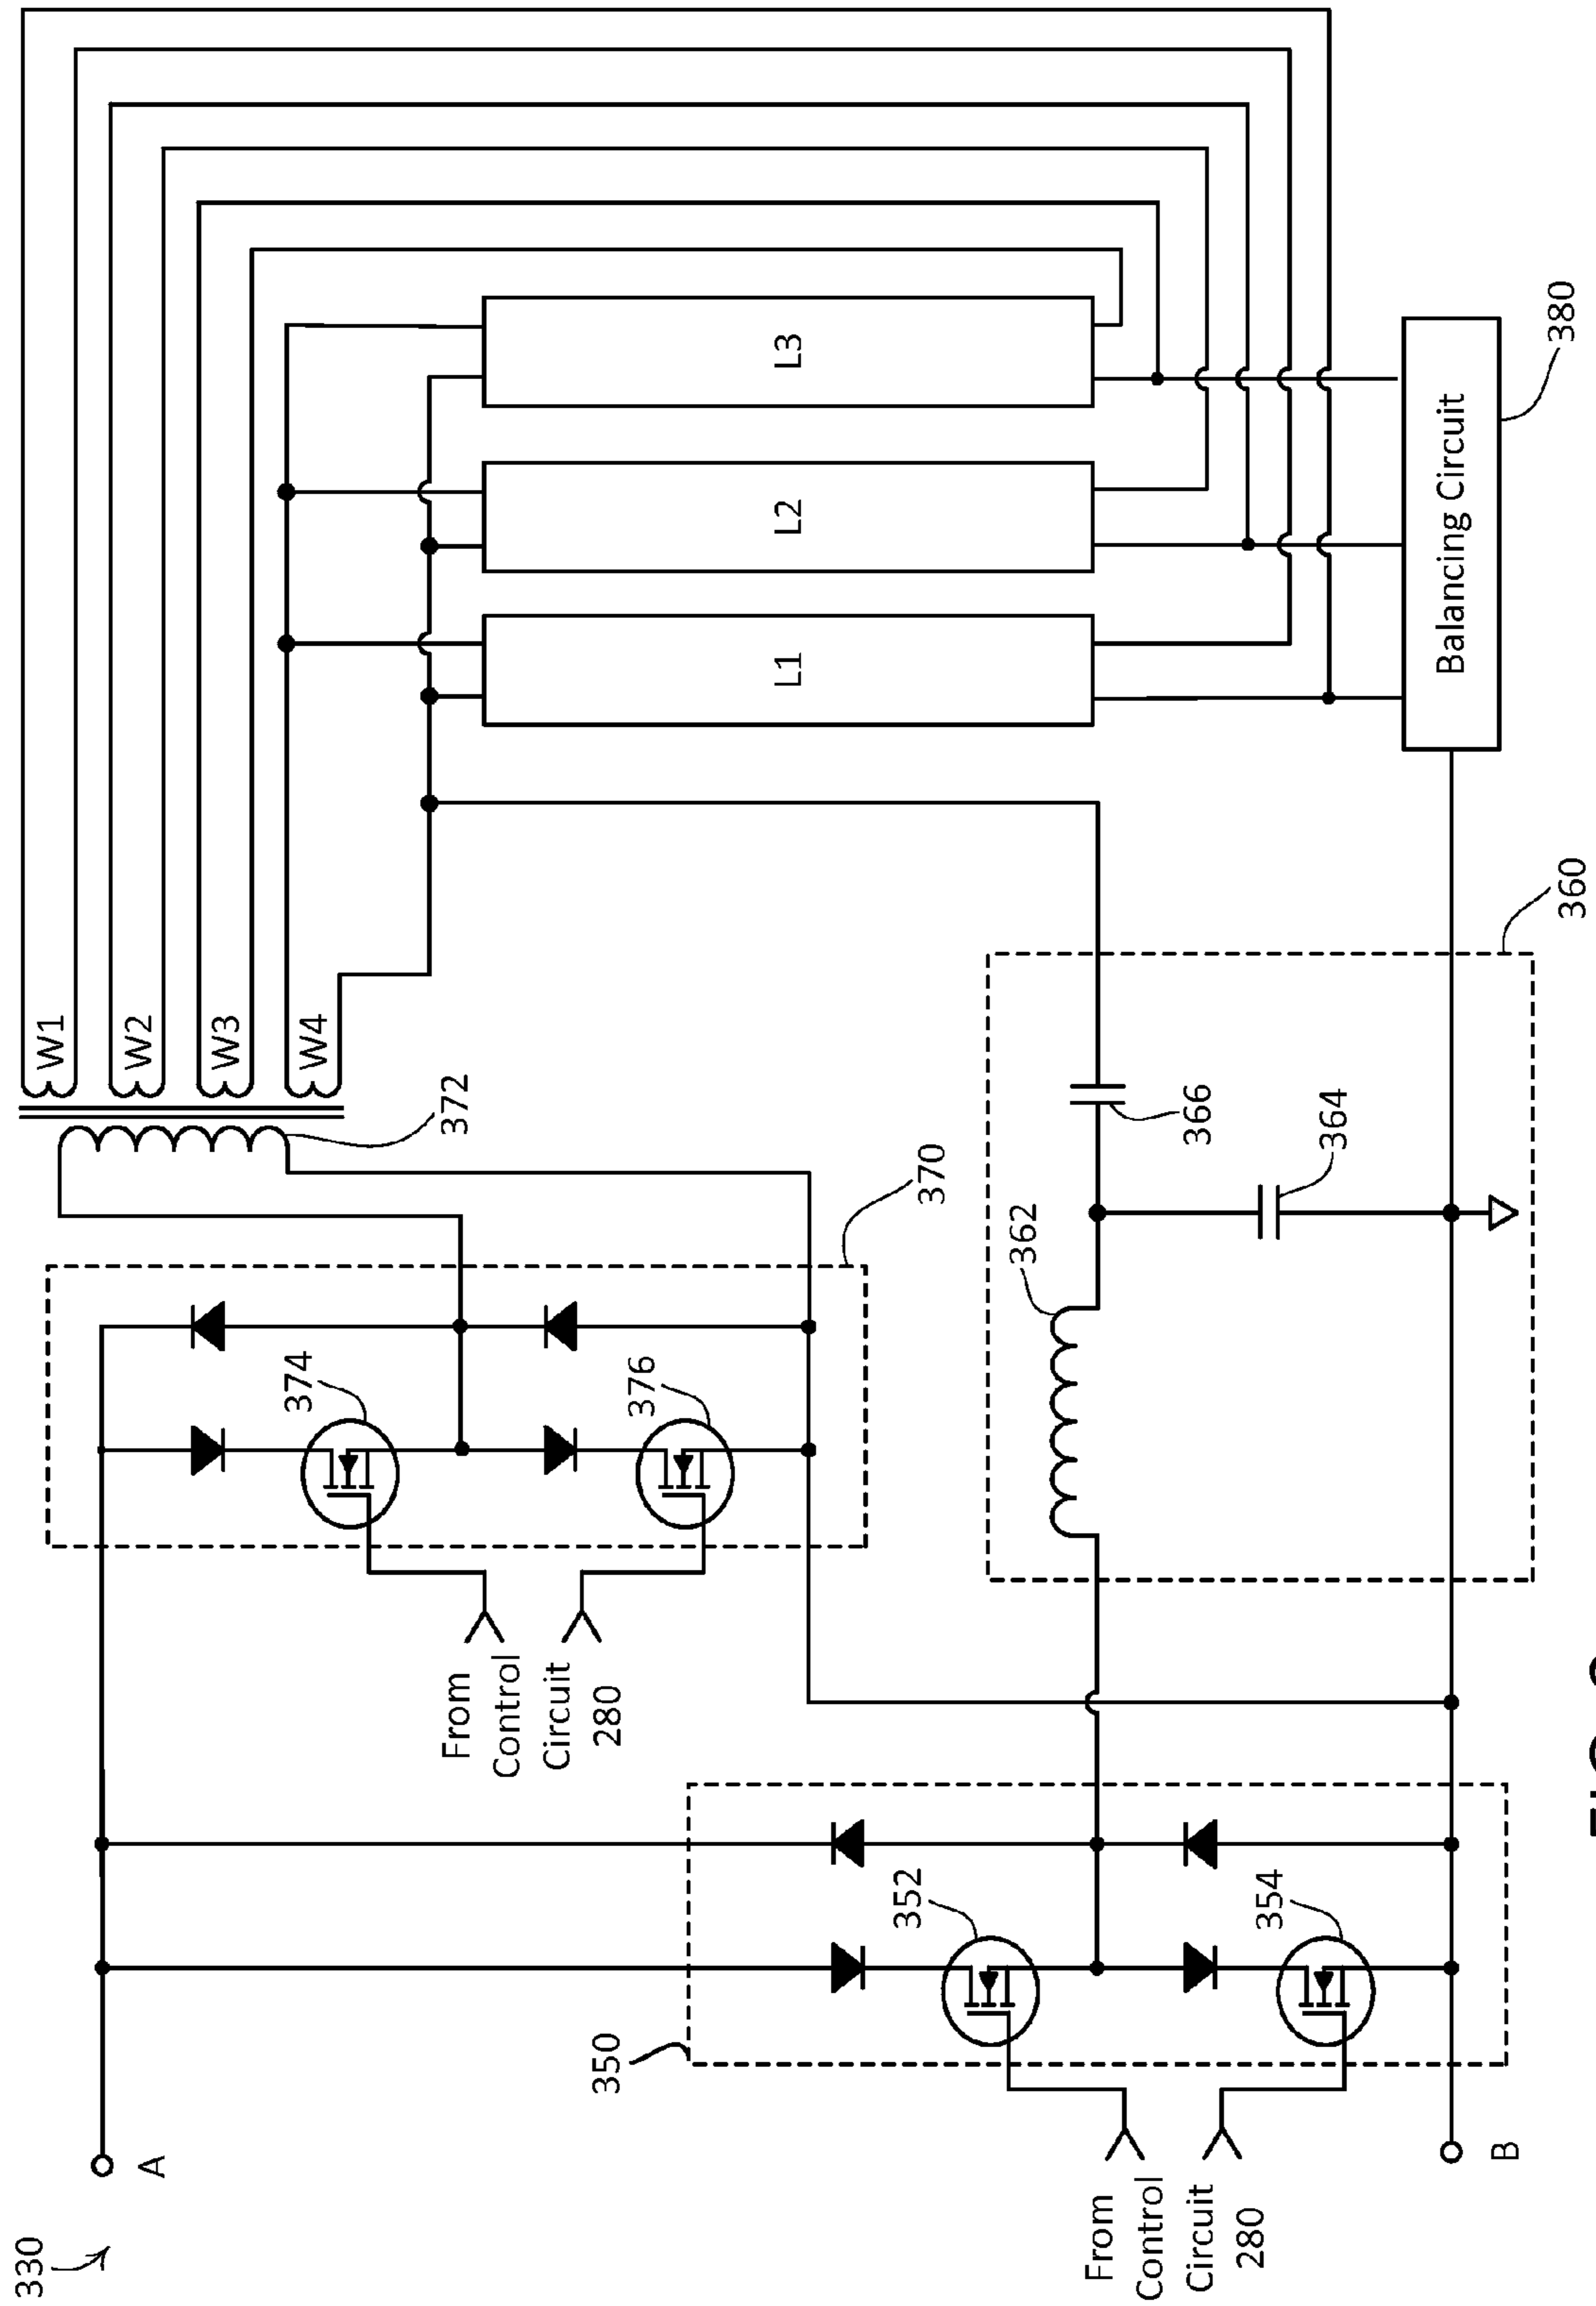 330
A
B
350
352
354
From
Control
Circuit
280
From
Control
Circuit
280
374
376
370
372
W1
W2
W3
W4
362
364
366
360
L1
L2
L3
Balancing Circuit
380